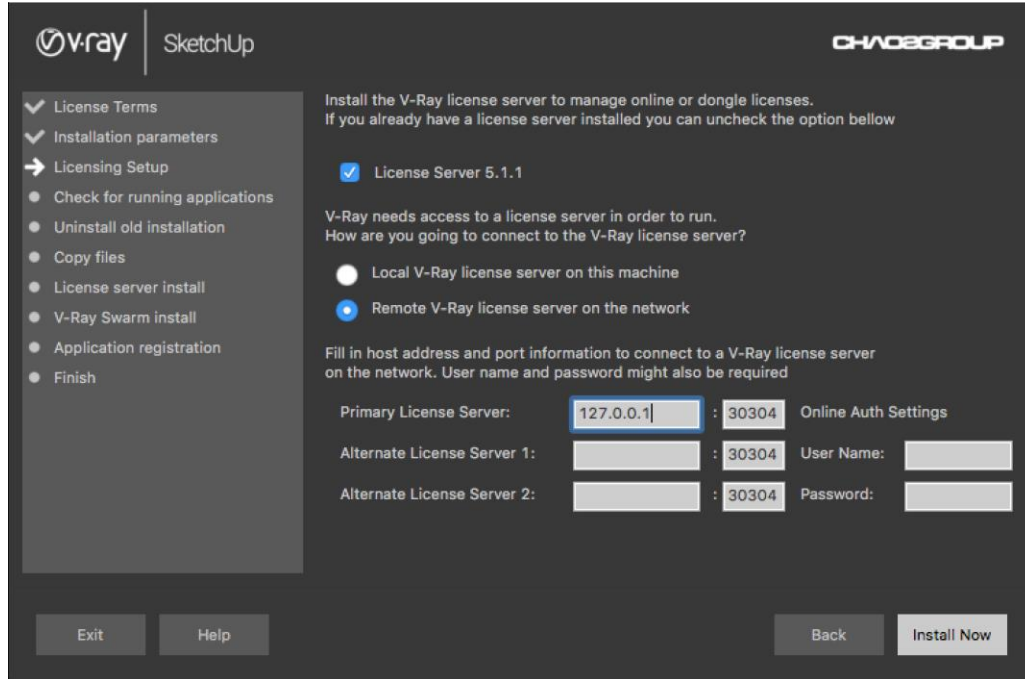 v·ray SketchUp CHAOSGROUP
License Terms
Installation parameters
Licensing Setup
Check for running applications
Uninstall old installation
Copy files
License server install
V-Ray Swarm install
Application registration
Finish
Install the V-Ray license server to manage online or dongle licenses.
If you already have a license server installed you can uncheck the option bellow
License Server 5.1.1
V-Ray needs access to a license server in order to run.
How are you going to connect to the V-Ray license server?
Local V-Ray license server on this machine
Remote V-Ray license server on the network
Fill in host address and port information to connect to a V-Ray license server
on the network. User name and password might also be required
Primary License Server: 127.0.0.1 : 30304 Online Auth Settings
Alternate License Server 1: : 30304 User Name:
Alternate License Server 2: : 30304 Password:
Exit Help Back Install Now